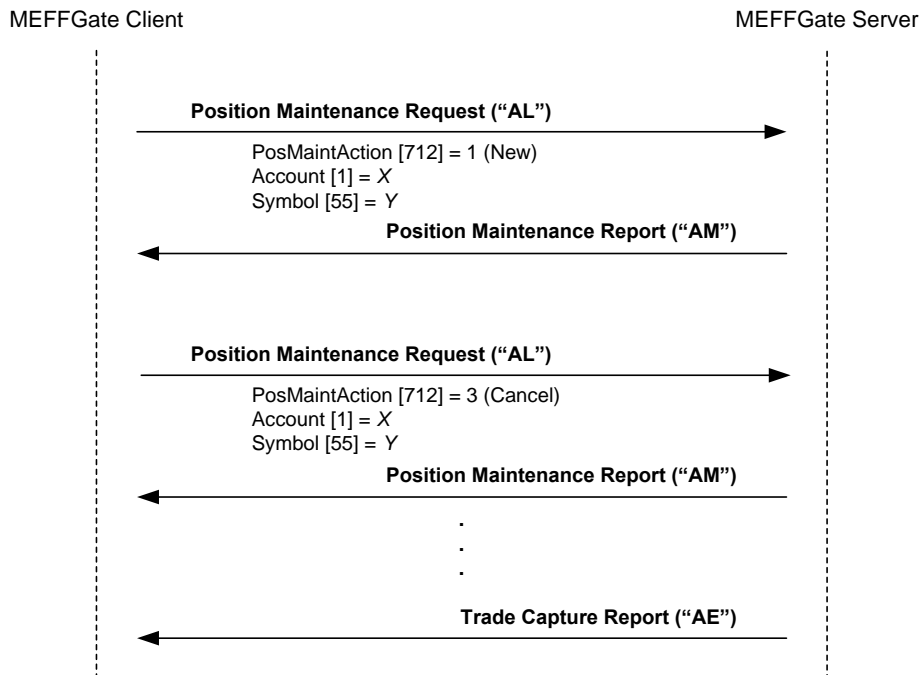 MEFFGate Client
MEFFGate Server
Position Maintenance Request (“AL”)
PosMaintAction [712] = 1 (New)
Account [1] = X
Symbol [55] = Y
Position Maintenance Report (“AM”)
Position Maintenance Request (“AL”)
PosMaintAction [712] = 3 (Cancel)
Account [1] = X
Symbol [55] = Y
Position Maintenance Report (“AM”)
.
.
.
Trade Capture Report (“AE”)